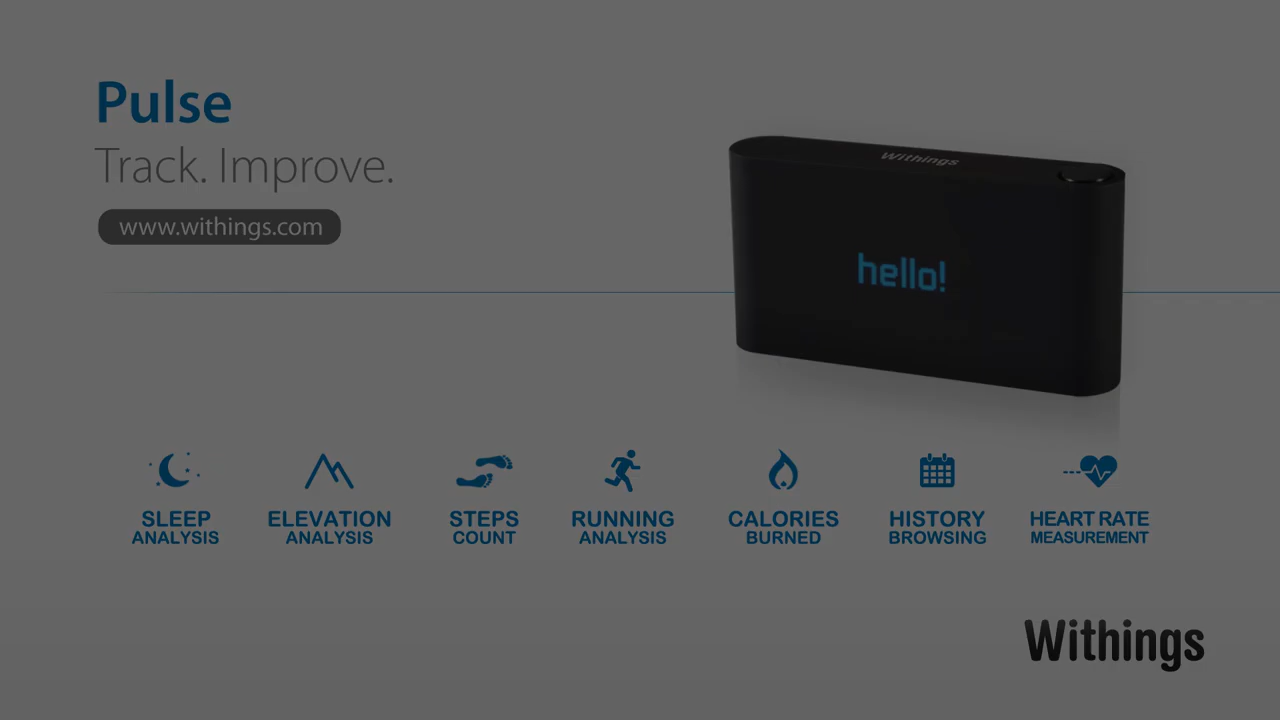 Pulse
Track. Improve.
www.withings.com
Withings
hello!
SLEEP
ANALYSIS
ELEVATION
ANALYSIS
STEPS
COUNT
RUNNING
ANALYSIS
CALORIES
BURNED
HISTORY
BROWSING
HEART RATE
MEASUREMENT
Withings